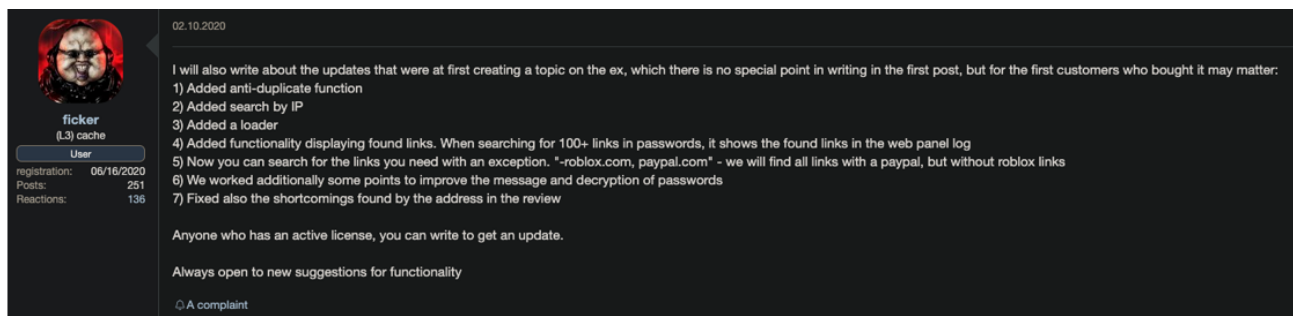 02.10.2020
ficker
(L3) cache
User
registration: 06/16/2020
Posts: 251
Reactions: 136
I will also write about the updates that were at first creating a topic on the ex, which there is no special point in writing in the first post, but for the first customers who bought it may matter:
1) Added anti-duplicate function
2) Added search by IP
3) Added a loader
4) Added functionality displaying found links. When searching for 100+ links in passwords, it shows the found links in the web panel log
5) Now you can search for the links you need with an exception. "-roblox.com, paypal.com" - we will find all links with a paypal, but without roblox links
6) We worked additionally some points to improve the message and decryption of passwords
7) Fixed also the shortcomings found by the address in the review
Anyone who has an active license, you can write to get an update.
Always open to new suggestions for functionality
A complaint